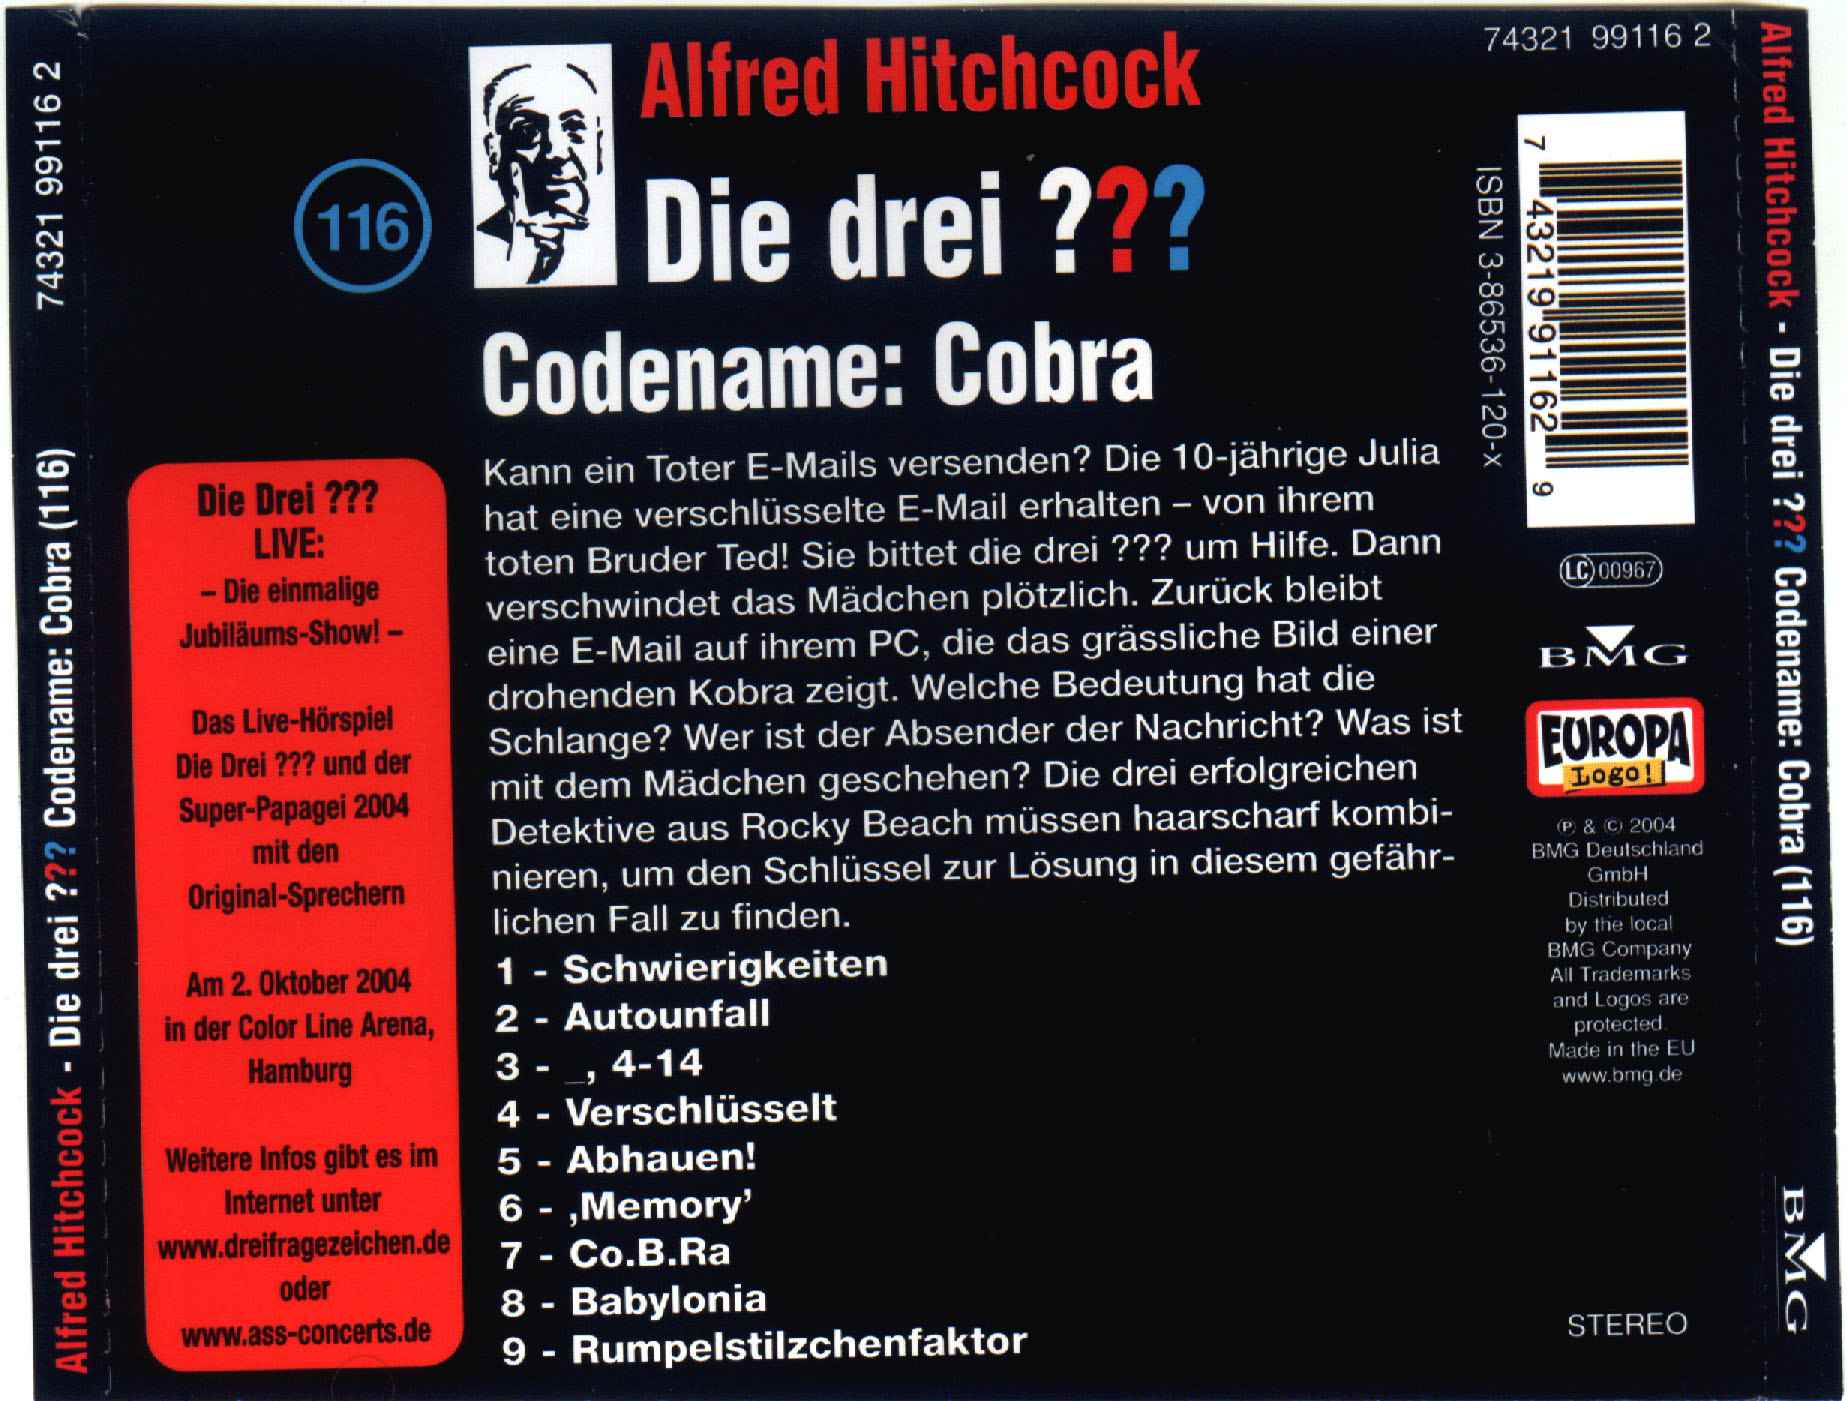 74321 99116 2
Alfred Hitchcock - Die drei ??? Codename: Cobra (116)
116
Alfred Hitchcock
Die drei ???
Codename: Cobra
Kann ein Toter E-Mails versenden? Die 10-jährige Julia
hat eine verschlüsselte E-Mail erhalten – von ihrem
toten Bruder Ted! Sie bittet die drei ??? um Hilfe. Dann
verschwindet das Mädchen plötzlich. Zurück bleibt
eine E-Mail auf ihrem PC, die das grässliche Bild einer
drohenden Kobra zeigt. Welche Bedeutung hat die
Schlange? Wer ist der Absender der Nachricht? Was ist
mit dem Mädchen geschehen? Die drei erfolgreichen
Detektive aus Rocky Beach müssen haarscharf kombi-
nieren, um den Schlüssel zur Lösung in diesem gefähr-
lichen Fall zu finden.
1 - Schwierigkeiten
2 - Autounfall
3 - _, 4-14
4 - Verschlüsselt
5 - Abhauen!
6 - ‚Memory’
7 - Co.B.Ra
8 - Babylonia
9 - Rumpelstilzchenfaktor
Die Drei ???
LIVE:
– Die einmalige
Jubiläums-Show! –
Das Live-Hörspiel
Die Drei ??? und der
Super-Papagei 2004
mit den
Original-Sprechern
Am 2. Oktober 2004
in der Color Line Arena,
Hamburg
Weitere Infos gibt es im
Internet unter
www.dreifragezeichen.de
oder
www.ass-concerts.de
74321 99116 2
ISBN 3-86536-120-x
7 43219 91162 9
LC 00967
BMG
EUROPA
Logo!
℗ & © 2004
BMG Deutschland
GmbH
Distributed
by the local
BMG Company
All Trademarks
and Logos are
protected.
Made in the EU
www.bmg.de
STEREO
Alfred Hitchcock - Die drei ??? Codename: Cobra (116)
BMG